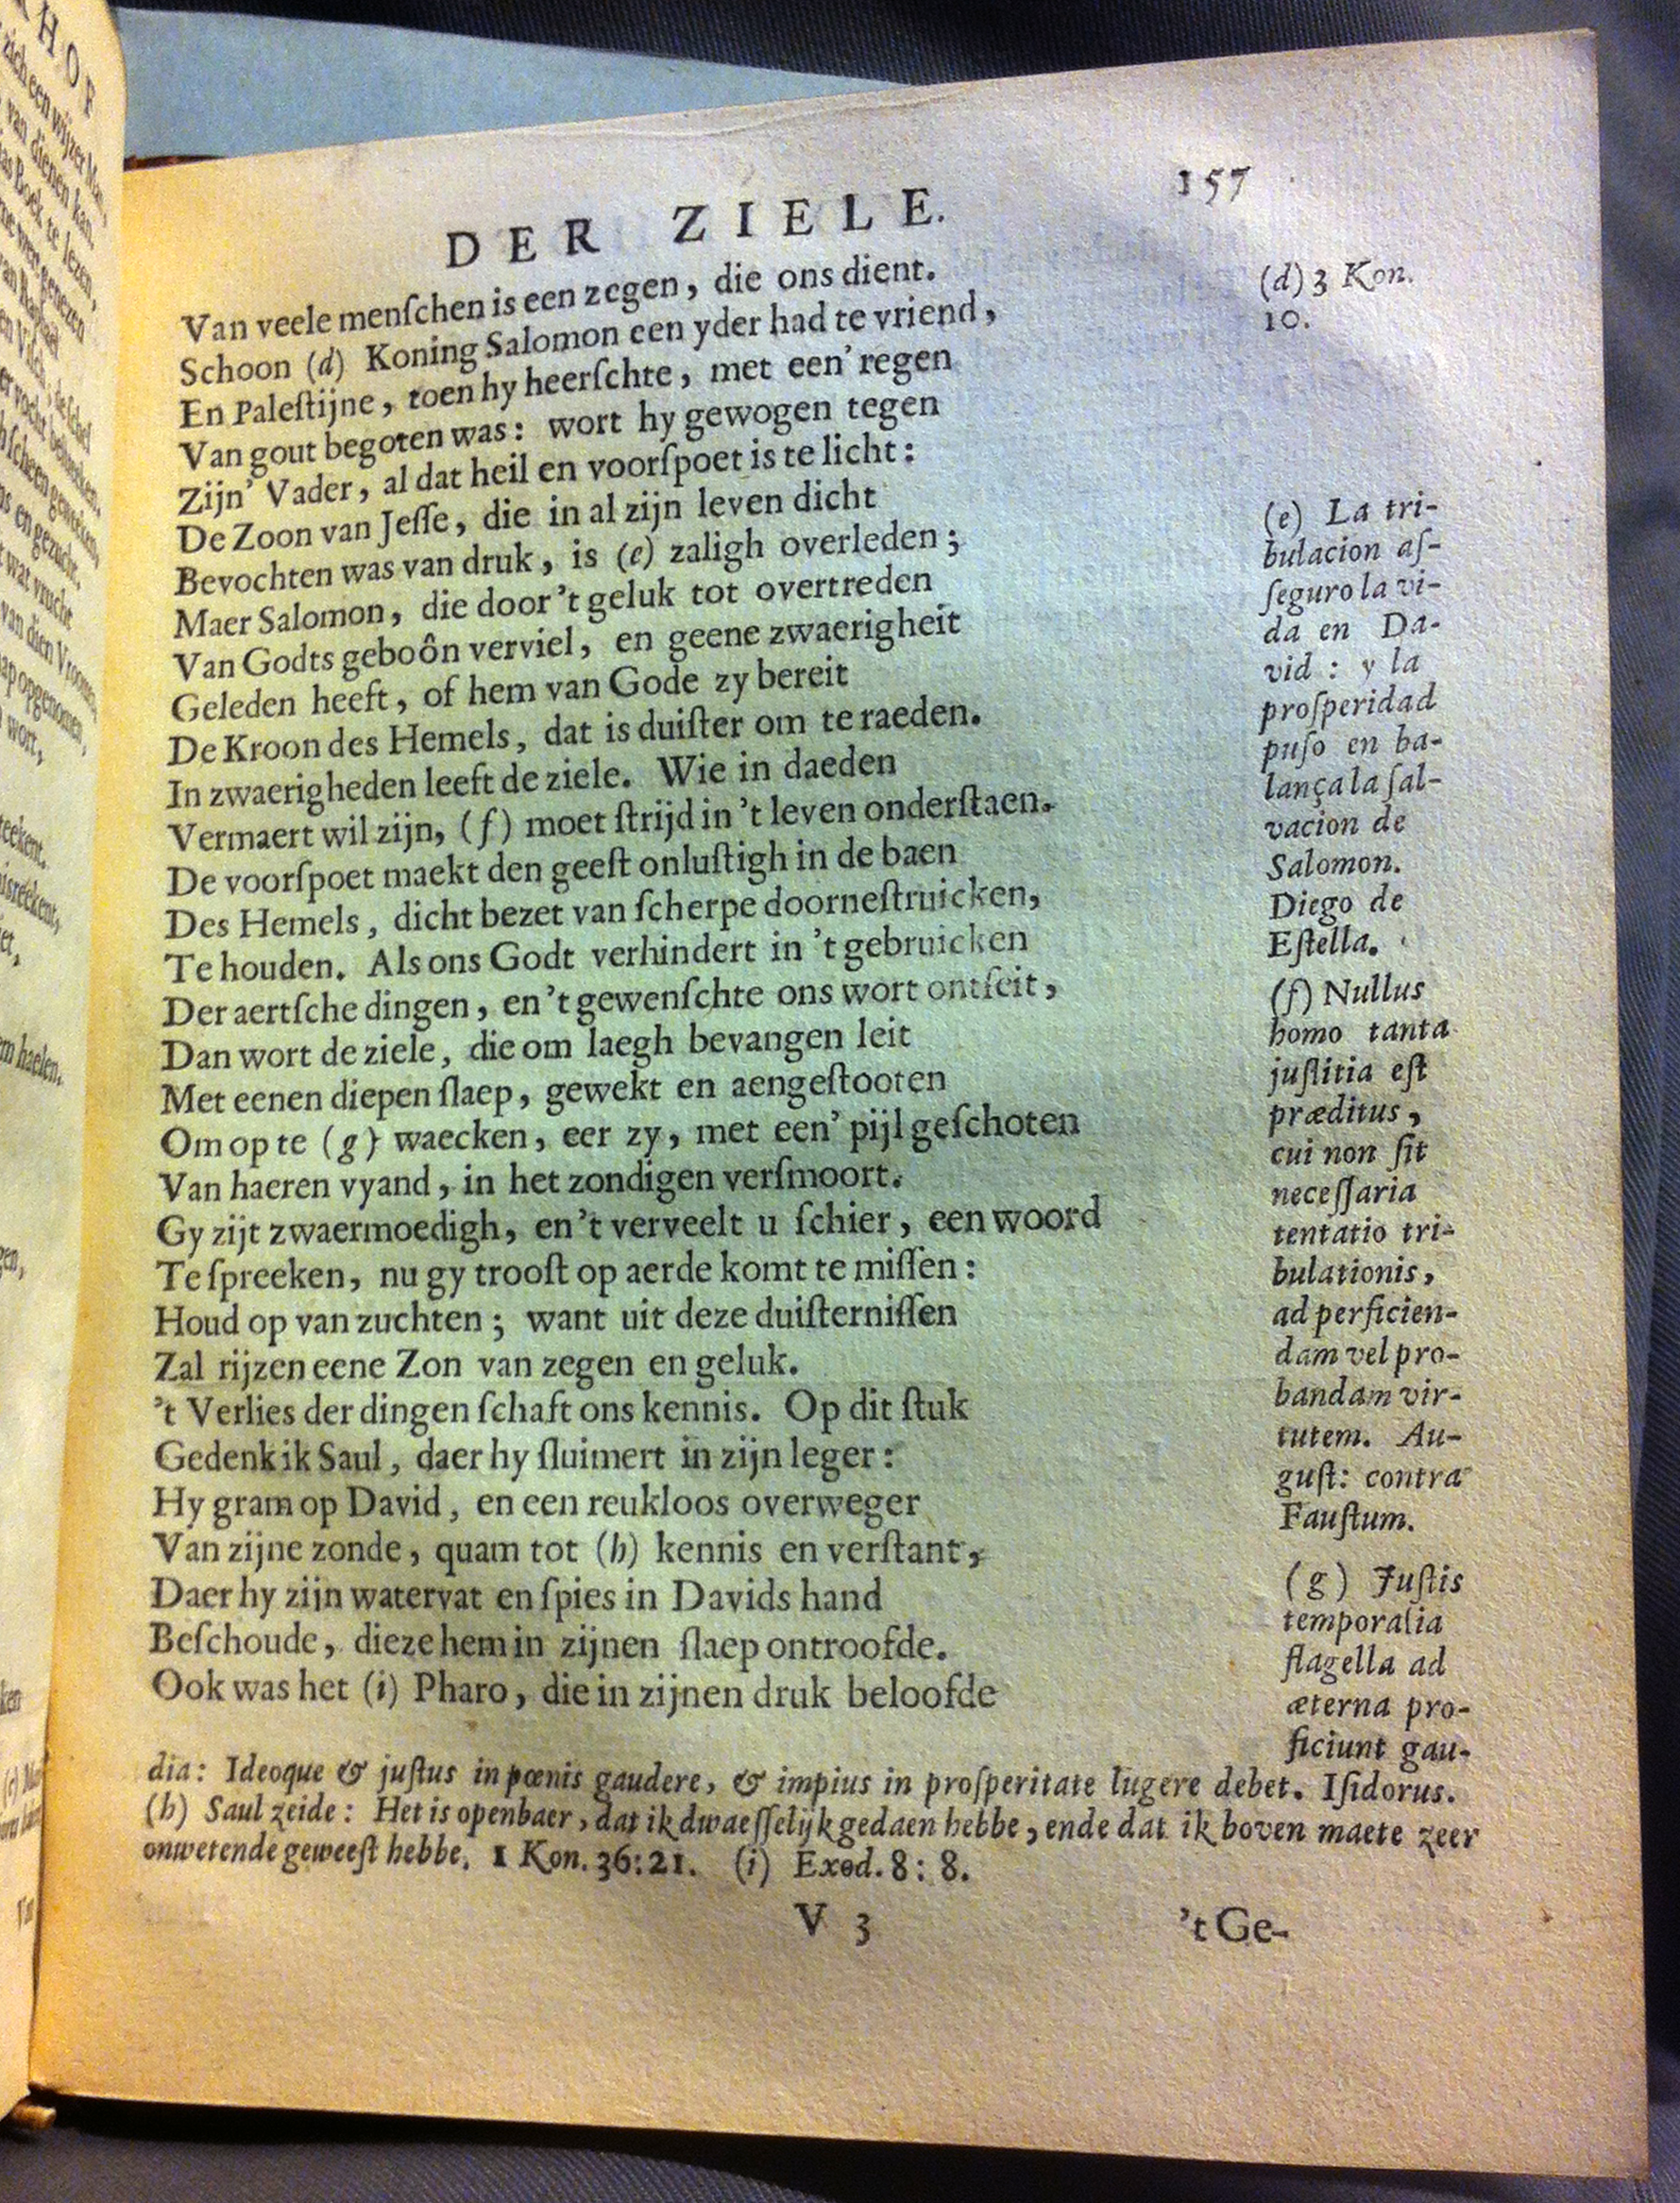 157
DER ZIELE.
Van veele menſchen is een zegen, die ons dient.
Schoon (d) Koning Salomon een yder had te vriend,
En Paleſtijne, toen hy heerſchte, met een' regen
Van gout begoten was: wort hy gewogen tegen
Zijn' Vader, al dat heil en voorſpoet is te licht:
De Zoon van Jeſſe, die in al zijn leven dicht
Bevochten was van druk, is (e) zaligh overleden;
Maer Salomon, die door 't geluk tot overtreden
Van Godts geboôn verviel, en geene zwaerigheit
Geleden heeft, of hem van Gode zy bereit
De Kroon des Hemels, dat is duiſter om te raeden.
In zwaerigheden leeft de ziele. Wie in daeden
Vermaert wil zijn, (f) moet ſtrijd in 't leven onderſtaen.
De voorſpoet maekt den geeſt onluſtigh in de baen
Des Hemels, dicht bezet van ſcherpe doorneſtruicken,
Te houden. Als ons Godt verhindert in 't gebruicken
Der aertſche dingen, en 't gewenſchte ons wort ontſeit,
Dan wort de ziele, die om laegh bevangen leit
Met eenen diepen ſlaep, gewekt en aengeſtooten
Om op te (g) waecken, eer zy, met een' pijl geſchoten
Van haeren vyand, in het zondigen verſmoort.
Gy zijt zwaermoedigh, en 't verveelt u ſchier, een woord
Te ſpreeken, nu gy trooſt op aerde komt te miſſen:
Houd op van zuchten; want uit deze duiſterniſſen
Zal rijzen eene Zon van zegen en geluk.
't Verlies der dingen ſchaft ons kennis. Op dit ſtuk
Gedenk ik Saul, daer hy ſluimert in zijn leger:
Hy gram op David, en een reukloos overweger
Van zijne zonde, quam tot (h) kennis en verſtant,
Daer hy zijn watervat en ſpies in Davids hand
Beſchoude, dieze hem in zijnen ſlaep ontroofde.
Ook was het (i) Pharo, die in zijnen druk beloofde
(d) 3 Kon.
10.
(e) La tri-
bulacion aſ-
ſeguro la vi-
da en Da-
vid: y la
proſperidad
puſo en ba-
lança la ſal-
vacion de
Salomon.
Diego de
Eſtella.
(f) Nullus
homo tanta
juſtitia eſt
præditus,
cui non ſit
neceſſaria
tentatio tri-
bulationis,
ad perficien-
dam vel pro-
bandam vir-
tutem. Au-
guſt: contra
Fauſtum.
(g) Juſtis
temporalia
flagella ad
æterna pro-
ficiunt gau-
dia: Ideoque & juſtus in pœnis gaudere, & impius in proſperitate lugere debet. Iſidorus.
(h) Saul zeide: Het is openbaer, dat ik dwaeſſelijk gedaen hebbe, ende dat ik boven maete zeer
onwetende geweeſt hebbe. 1 Kon. 36:21. (i) Exod. 8: 8.
V 3
't Ge-